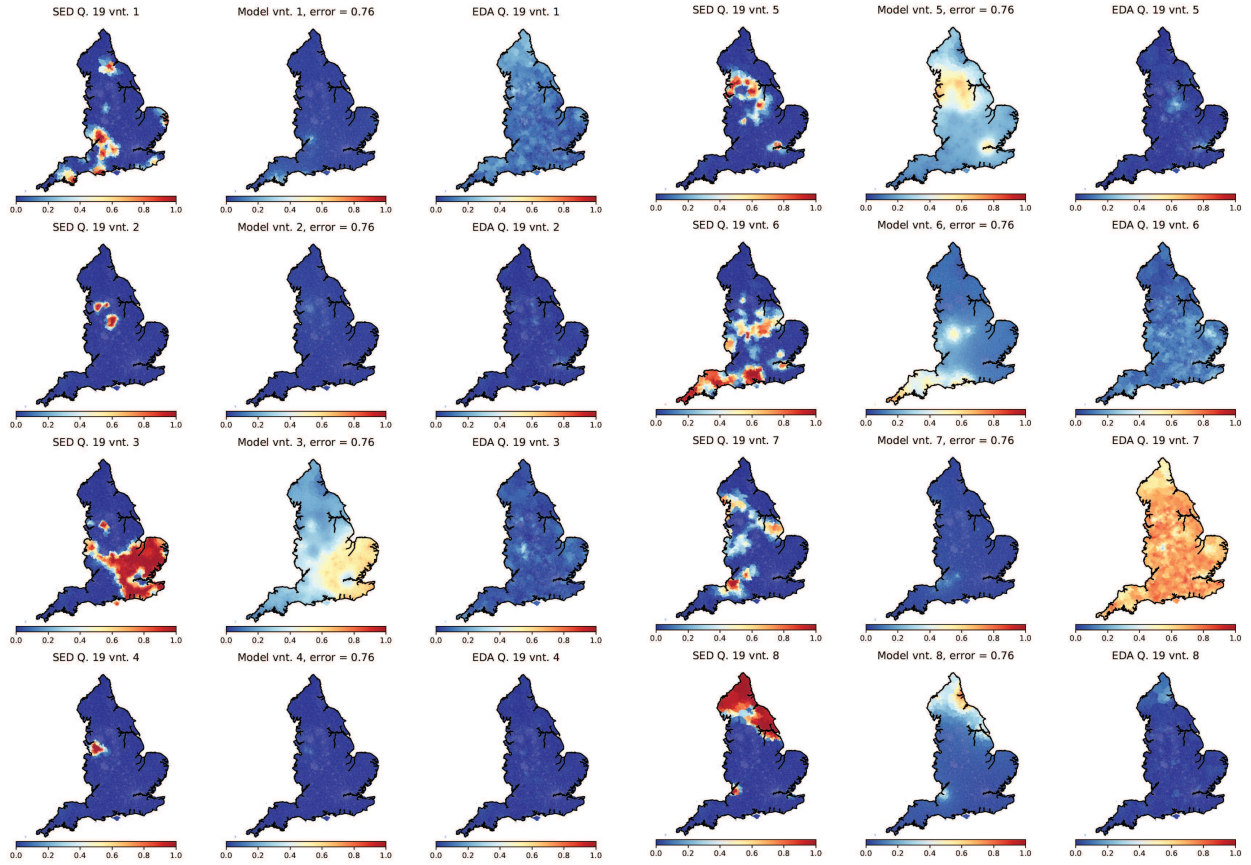 SED Q. 19 vnt. 1 Model vnt. 1, error = 0.76 EDA Q. 19 vnt. 1 SED Q. 19 vnt. 5 Model vnt. 5, error = 0.76 EDA Q. 19 vnt. 5
0.0 0.2 0.4 0.6 0.8 1.0 0.0 0.2 0.4 0.6 0.8 1.0 0.0 0.2 0.4 0.6 0.8 1.0 0.0 0.2 0.4 0.6 0.8 1.0 0.0 0.2 0.4 0.6 0.8 1.0 0.0 0.2 0.4 0.6 0.8 1.0
SED Q. 19 vnt. 2 Model vnt. 2, error = 0.76 EDA Q. 19 vnt. 2 SED Q. 19 vnt. 6 Model vnt. 6, error = 0.76 EDA Q. 19 vnt. 6
0.0 0.2 0.4 0.6 0.8 1.0 0.0 0.2 0.4 0.6 0.8 1.0 0.0 0.2 0.4 0.6 0.8 1.0 0.0 0.2 0.4 0.6 0.8 1.0 0.0 0.2 0.4 0.6 0.8 1.0 0.0 0.2 0.4 0.6 0.8 1.0
SED Q. 19 vnt. 3 Model vnt. 3, error = 0.76 EDA Q. 19 vnt. 3 SED Q. 19 vnt. 7 Model vnt. 7, error = 0.76 EDA Q. 19 vnt. 7
0.0 0.2 0.4 0.6 0.8 1.0 0.0 0.2 0.4 0.6 0.8 1.0 0.0 0.2 0.4 0.6 0.8 1.0 0.0 0.2 0.4 0.6 0.8 1.0 0.0 0.2 0.4 0.6 0.8 1.0 0.0 0.2 0.4 0.6 0.8 1.0
SED Q. 19 vnt. 4 Model vnt. 4, error = 0.76 EDA Q. 19 vnt. 4 SED Q. 19 vnt. 8 Model vnt. 8, error = 0.76 EDA Q. 19 vnt. 8
0.0 0.2 0.4 0.6 0.8 1.0 0.0 0.2 0.4 0.6 0.8 1.0 0.0 0.2 0.4 0.6 0.8 1.0 0.0 0.2 0.4 0.6 0.8 1.0 0.0 0.2 0.4 0.6 0.8 1.0 0.0 0.2 0.4 0.6 0.8 1.0